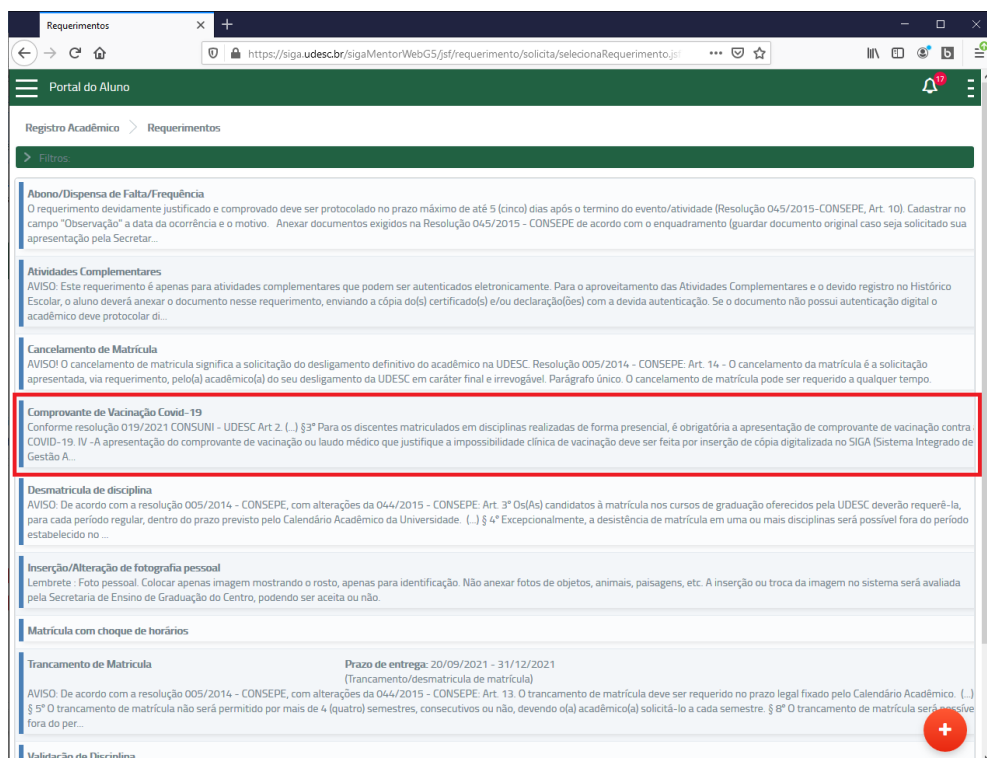 Requerimentos
https://siga.udesc.br/sigaMentorWebG5/jsf/requerimento/solicita/selecionaRequerimento.js
Portal do Aluno
17
Registro Acadêmico > Requerimentos
Filtros:
Abono/Dispensa de Falta/Frequência
O requerimento devidamente justificado e comprovado deve ser protocolado no prazo máximo de até 5 (cinco) dias após o termino do evento/atividade (Resolução 045/2015-CONSEPE, Art. 10). Cadastrar no
campo "Observação" a data da ocorrência e o motivo. Anexar documentos exigidos na Resolução 045/2015 - CONSEPE de acordo com o enquadramento (guardar documento original caso seja solicitado sua
apresentação pela Secretar...
Atividades Complementares
AVISO: Este requerimento é apenas para atividades complementares que podem ser autenticados eletronicamente. Para o aproveitamento das Atividades Complementares e o devido registro no Histórico
Escolar, o aluno deverá anexar o documento nesse requerimento, enviando a cópia do(s) certificado(s) e/ou declaração(ões) com a devida autenticação. Se o documento não possui autenticação digital o
acadêmico deve protocolar di...
Cancelamento de Matrícula
AVISO! O cancelamento de matricula significa a solicitação do desligamento definitivo do acadêmico na UDESC. Resolução 005/2014 - CONSEPE: Art. 14 - O cancelamento da matrícula é a solicitação
apresentada, via requerimento, pelo(a) acadêmico(a) do seu desligamento da UDESC em caráter final e irrevogável. Parágrafo único. O cancelamento de matrícula pode ser requerido a qualquer tempo.
Comprovante de Vacinação Covid-19
Conforme resolução 019/2021 CONSUNI - UDESC Art 2. (...) §3º Para os discentes matriculados em disciplinas realizadas de forma presencial, é obrigatória a apresentação de comprovante de vacinação contra
COVID-19. IV -A apresentação do comprovante de vacinação ou laudo médico que justifique a impossibilidade clínica de vacinação deve ser feita por inserção de cópia digitalizada no SIGA (Sistema Integrado de
Gestão A...
Desmatricula de disciplina
AVISO: De acordo com a resolução 005/2014 - CONSEPE, com alterações da 044/2015 - CONSEPE: Art. 3° Os(As) candidatos à matrícula nos cursos de graduação oferecidos pela UDESC deverão requerê-la,
para cada período regular, dentro do prazo previsto pelo Calendário Acadêmico da Universidade. (...) § 4° Excepcionalmente, a desistência de matrícula em uma ou mais disciplinas será possível fora do período
estabelecido no ...
Inserção/Alteração de fotografia pessoal
Lembrete : Foto pessoal. Colocar apenas imagem mostrando o rosto, apenas para identificação. Não anexar fotos de objetos, animais, paisagens, etc. A inserção ou troca da imagem no sistema será avaliada
pela Secretaria de Ensino de Graduação do Centro, podendo ser aceita ou não.
Matrícula com choque de horários
Trancamento de Matricula Prazo de entrega: 20/09/2021 - 31/12/2021
(Trancamento/desmatricula de matrícula)
AVISO: De acordo com a resolução 005/2014 - CONSEPE, com alterações da 044/2015 - CONSEPE: Art. 13. O trancamento de matrícula deve ser requerido no prazo legal fixado pelo Calendário Acadêmico. (...)
§ 5° O trancamento de matrícula não será permitido por mais de 4 (quatro) semestres, consecutivos ou não, devendo o(a) acadêmico(a) solicitá-lo a cada semestre. § 8° O trancamento de matrícula será possíve
fora do per...
Validação de Disciplina